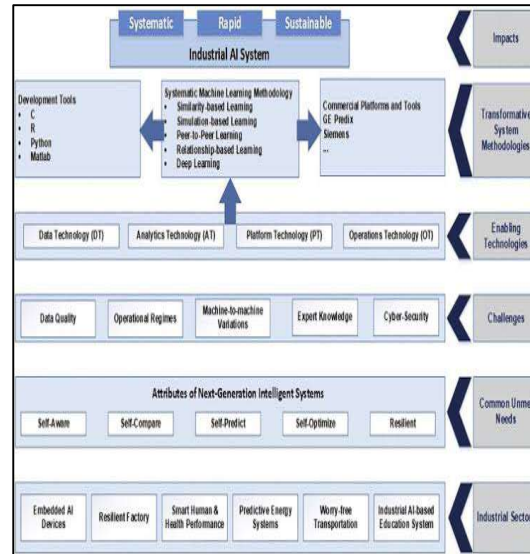 Systematic Rapid Sustainable
Industrial AI System
Impacts
Development Tools
• C
• R
• Python
• Matlab
Systematic Machine Learning Methodology
• Similarity-based Learning
• Simulation-based Learning
• Peer-to-Peer Learning
• Relationship-based Learning
• Deep Learning
Commercial Platforms and Tools
GE Predix
Siemens
...
Transformative
System
Methodologies
Data Technology (DT) Analytics Technology (AT) Platform Technology (PT) Operations Technology (OT)
Enabling
Technologies
Data Quality Operational Regimes Machine-to-machine
Variations
Expert Knowledge Cyber-Security
Challenges
Attributes of Next-Generation Intelligent Systems
Self-Aware Self-Compare Self-Predict Self-Optimize Resilient
Common Unme
Needs
Embedded AI
Devices
Resilient Factory
Smart Human &
Health Performance
Predictive Energy
Systems
Worry-free
Transportation
Industrial AI-based
Education System
Industrial Secto